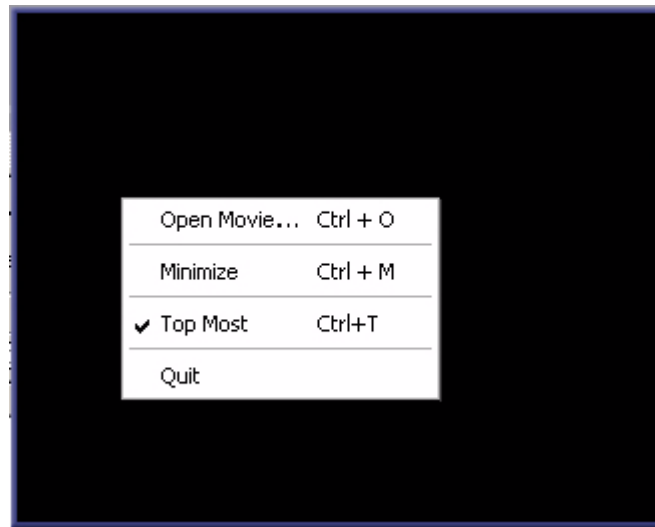 Open Movie... Ctrl + O
Minimize Ctrl + M
Top Most Ctrl+T
Quit